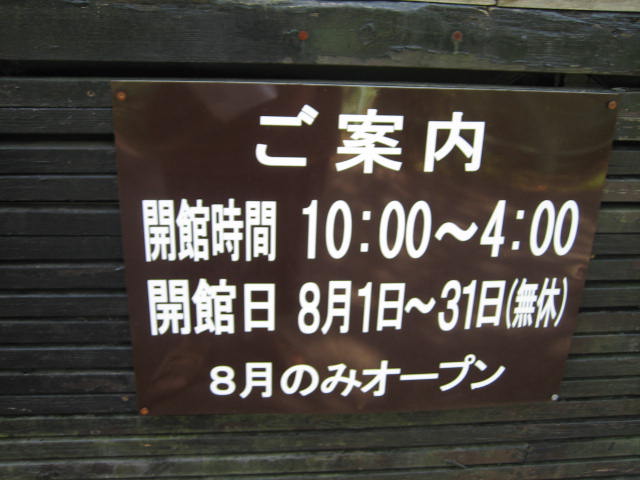 ご案内
開館時間 10:00～4:00
開館日 8月1日～31日(無休)
8月のみオープン